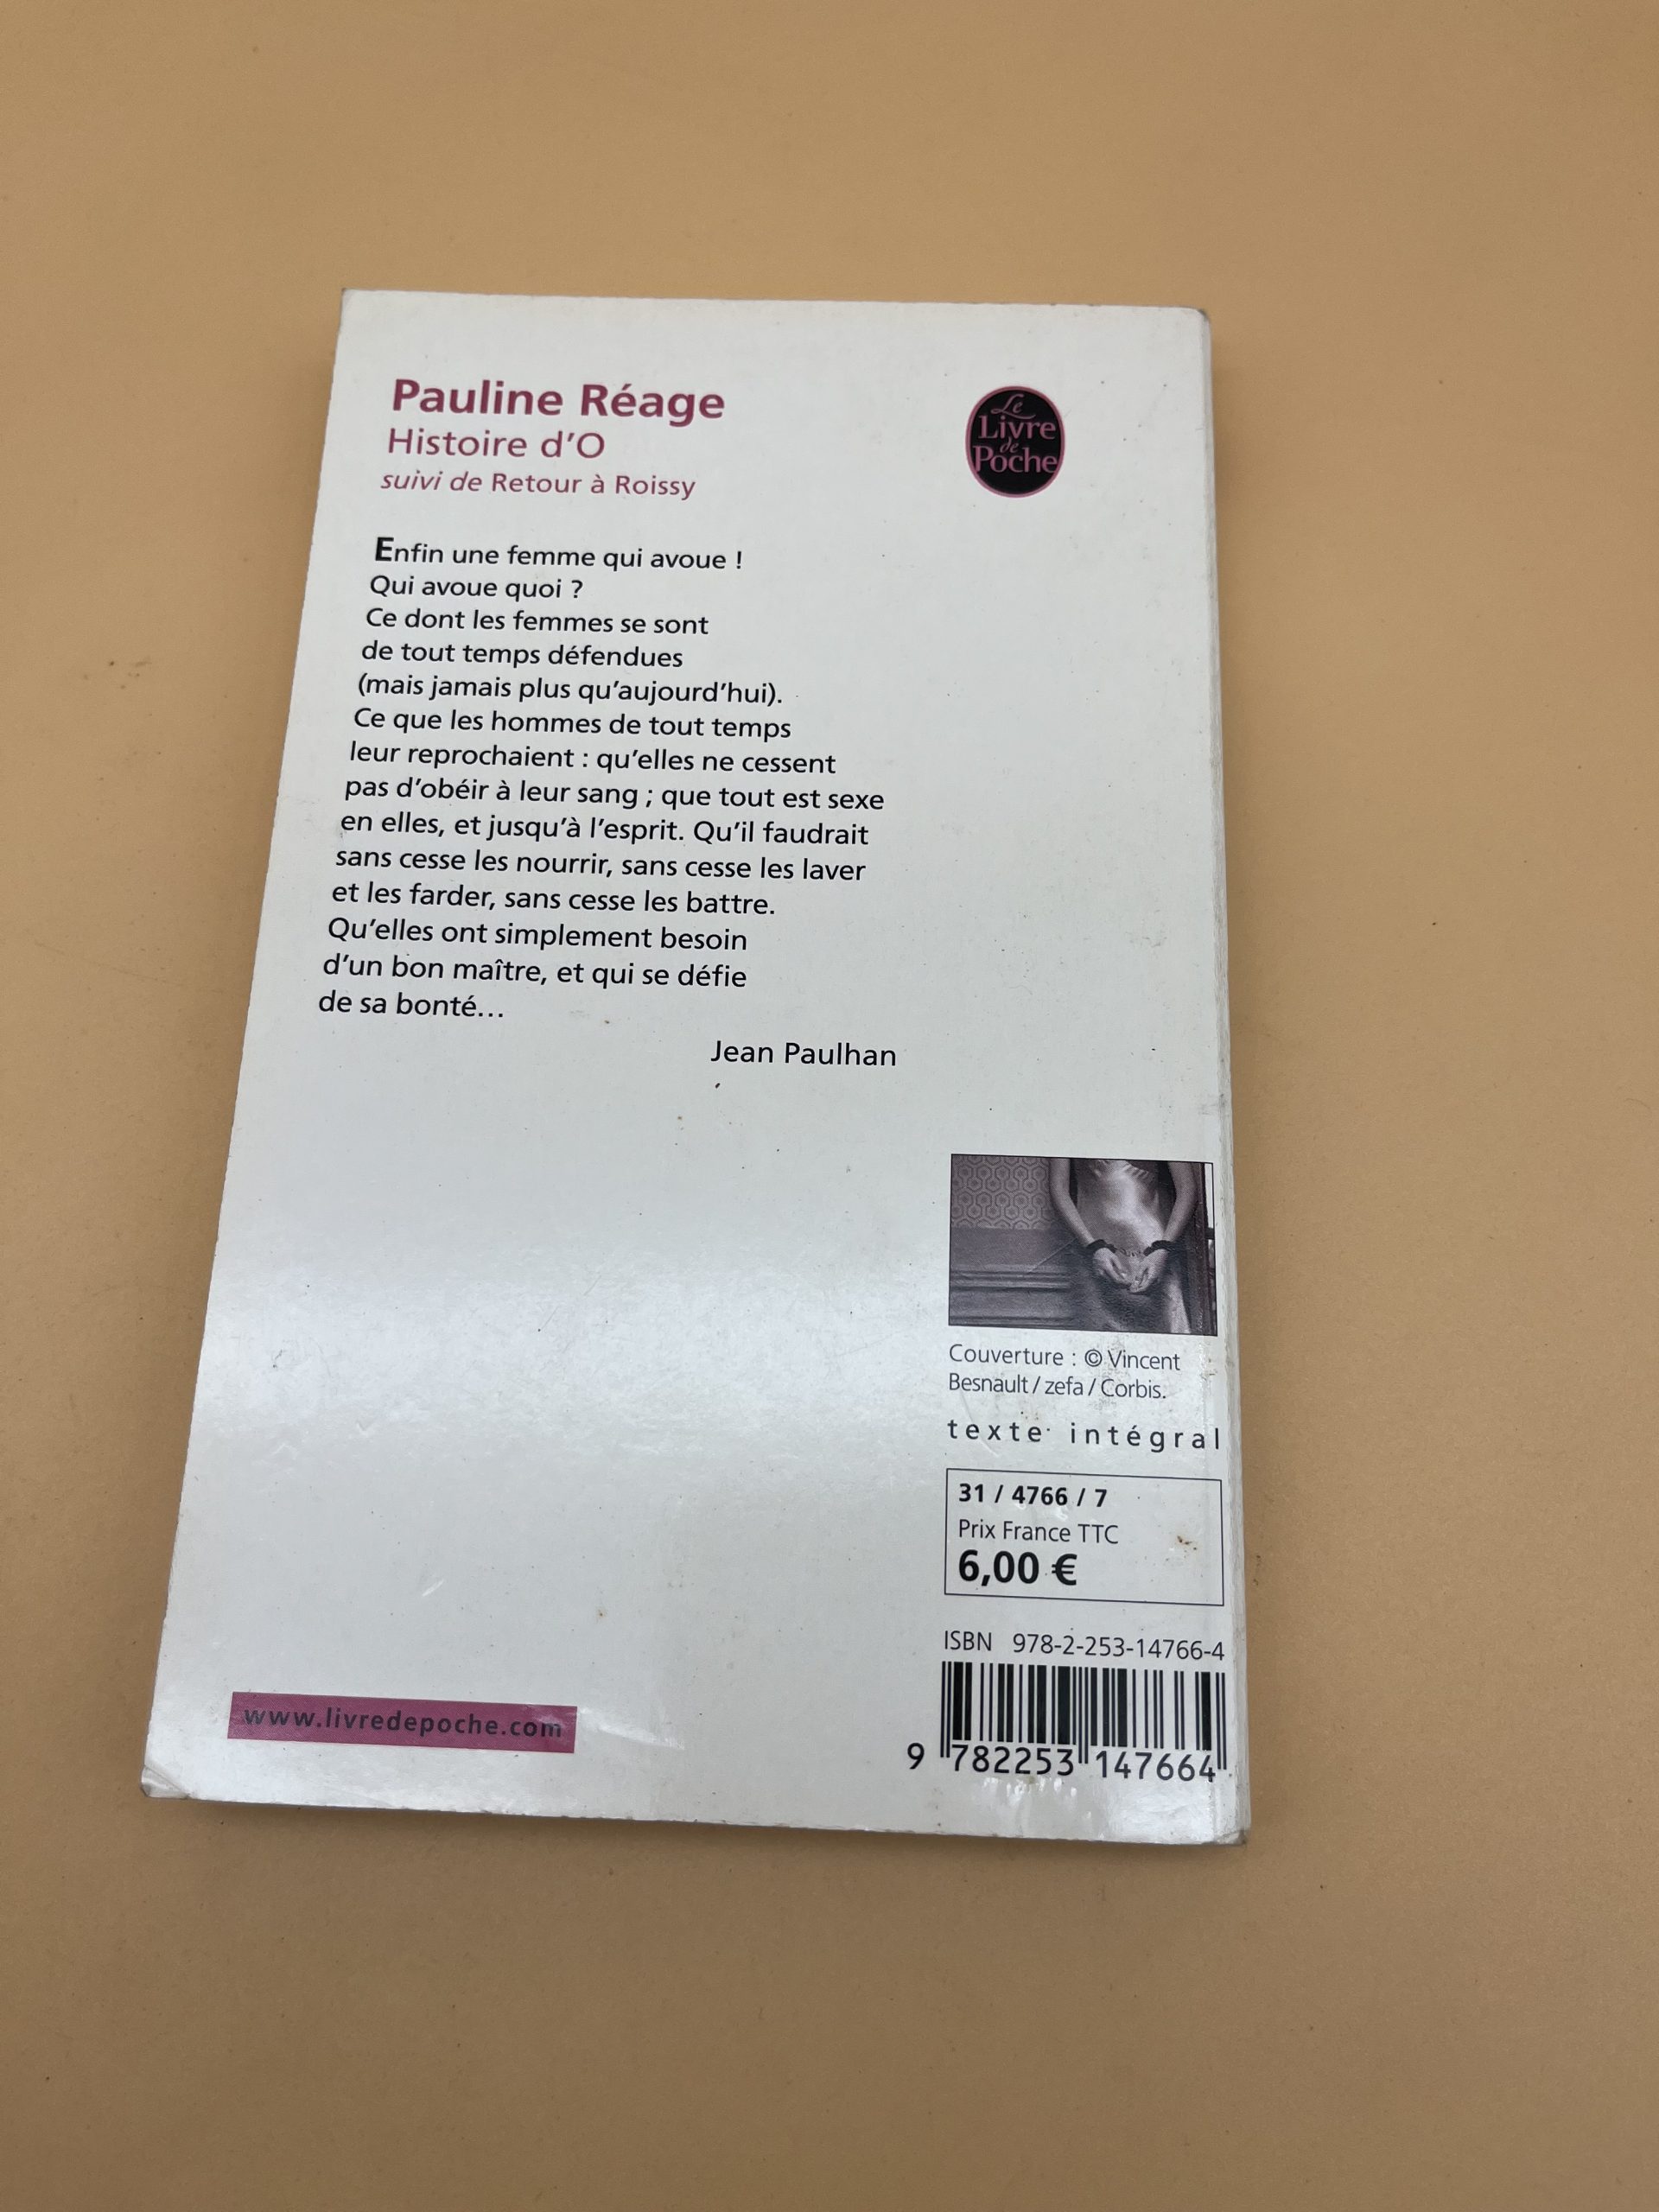 Pauline Réage
Histoire d'O
suivi de Retour à Roissy
Le
Livre
de
Poche
Enfin une femme qui avoue !
Qui avoue quoi ?
Ce dont les femmes se sont
de tout temps défendues
(mais jamais plus qu'aujourd'hui).
Ce que les hommes de tout temps
leur reprochaient : qu'elles ne cessent
pas d'obéir à leur sang ; que tout est sexe
en elles, et jusqu'à l'esprit. Qu'il faudrait
sans cesse les nourrir, sans cesse les laver
et les farder, sans cesse les battre.
Qu'elles ont simplement besoin
d'un bon maître, et qui se défie
de sa bonté...
Jean Paulhan
Couverture : © Vincent
Besnault / zefa / Corbis.
texte intégral
31 / 4766 / 7
Prix France TTC
6,00 €
ISBN 978-2-253-14766-4
9 782253 147664
www.livredepoche.com